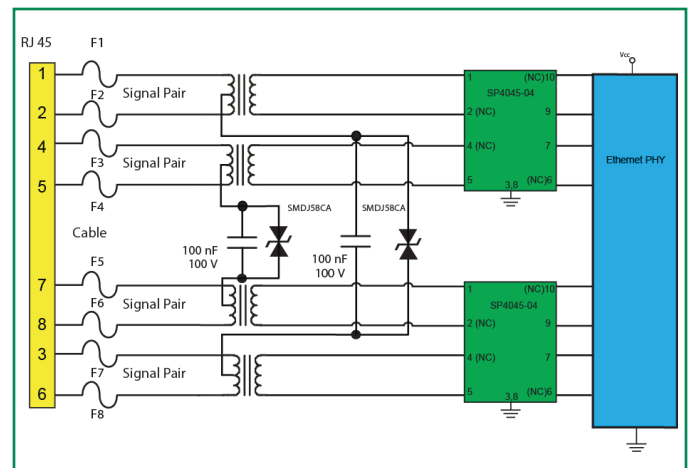 RJ 45
F1
Vcc
1
1
(NC)10
F2
Signal Pair
SP4045-04
2
2 (NC)
9
4
4 (NC)
7
F3
Signal Pair
Ethernet PHY
5
5
3,8
(NC)6
F4
SMDJ58CA
SMDJ58CA
Cable
100 nF
100 V
100 nF
100 V
F5
7
1
(NC)10
F6
Signal Pair
SP4045-04
8
2 (NC)
9
3
4 (NC)
7
F7
Signal Pair
6
5
3,8
(NC)6
F8